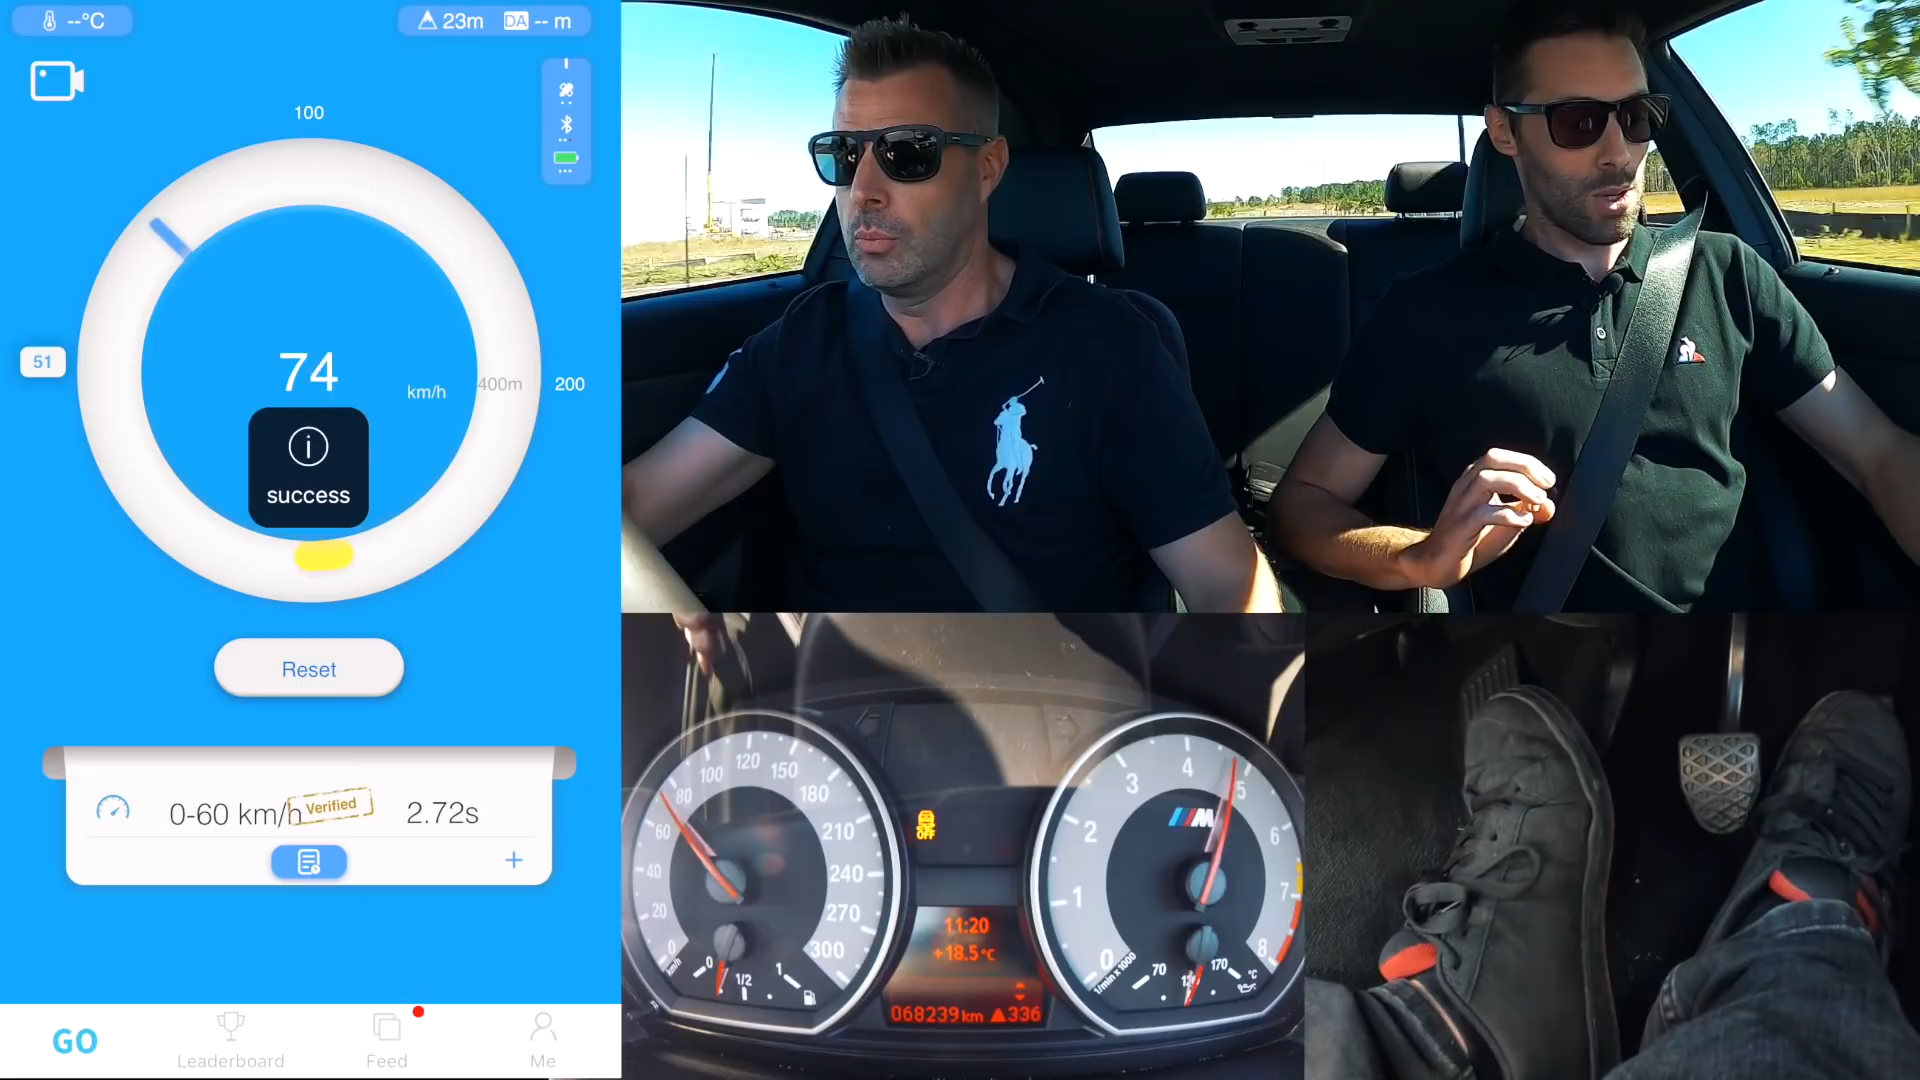 --°C
23m DA -- m
100
51
74
km/h
400m
200
success
Reset
0-60 km/h Verified 2.72s
GO
Leaderboard
Feed
Me
0 20 40 60 80 100 120 150 180 210 240 270 300
km/h
0 1/2 1
OFF
11:20
+18.5°C
068239 km 336
0 1 2 3 4 5 6 7 8
1/min x 1000
M
70 170 °C